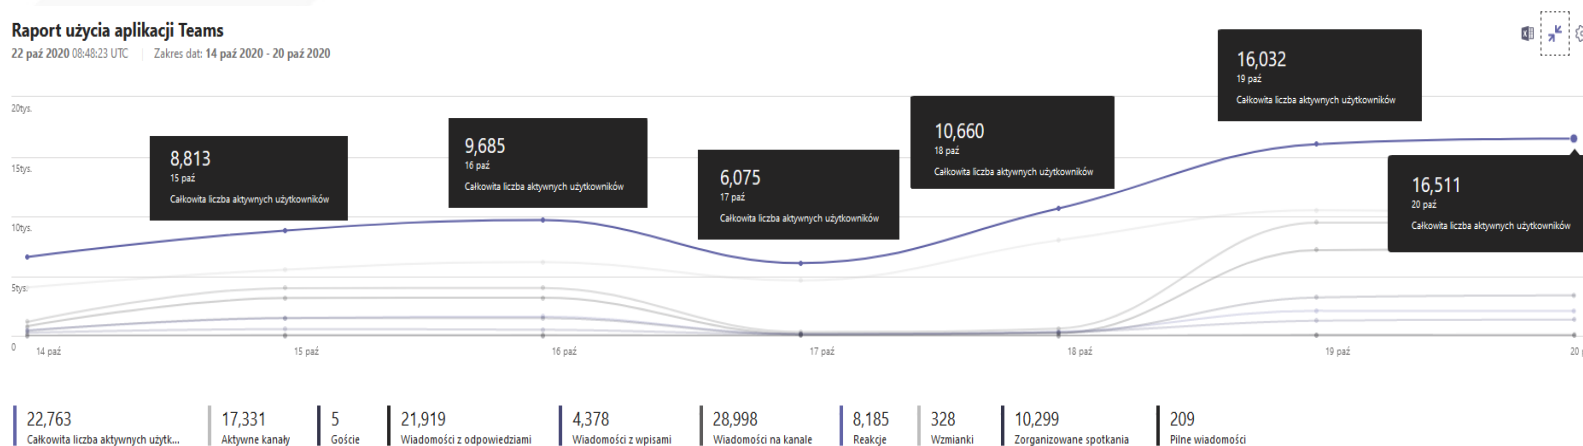 Raport użycia aplikacji Teams
22 paź 2020 08:48:23 UTC | Zakres dat: 14 paź 2020 - 20 paź 2020
16,032
19 paź
Całkowita liczba aktywnych użytkowników
10,660
18 paź
Całkowita liczba aktywnych użytkowników
9,685
16 paź
Całkowita liczba aktywnych użytkowników
8,813
15 paź
Całkowita liczba aktywnych użytkowników
6,075
17 paź
Całkowita liczba aktywnych użytkowników
16,511
20 paź
Całkowita liczba aktywnych użytkowników
20tys.
15tys.
10tys.
5tys.
0
14 paź 15 paź 16 paź 17 paź 18 paź 19 paź 20
22,763
Całkowita liczba aktywnych użytk...
17,331
Aktywne kanały
5
Goście
21,919
Wiadomości z odpowiedziami
4,378
Wiadomości z wpisami
28,998
Wiadomości na kanale
8,185
Reakcje
328
Wzmianki
10,299
Zorganizowane spotkania
209
Pilne wiadomości